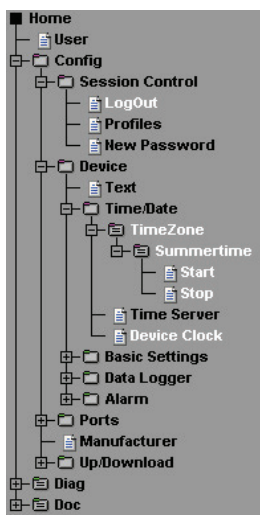 Home
User
Config
Session Control
LogOut
Profiles
New Password
Device
Text
Time/Date
TimeZone
Summertime
Start
Stop
Time Server
Device Clock
Basic Settings
Data Logger
Alarm
Ports
Manufacturer
Up/Download
Diag
Doc